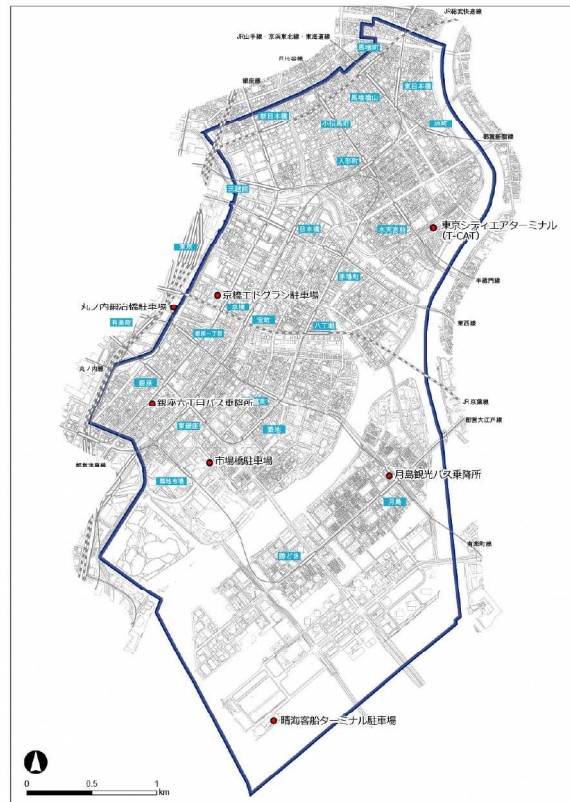 JR総武快速線
JR山手線・京浜東北線・東海道線
日比谷線
馬喰町
銀座線
東日本橋
馬喰横山
新日本橋
小伝馬町
浜町
都営新宿線
人形町
三越前
日本橋
水天宮前
東京シティエアターミナル
(T-CAT)
東京
茅場町
半蔵門線
京橋エドグラン駐車場
丸ノ内鍛冶橋駐車場
京橋
宝町
有楽町
銀座一丁目
八丁堀
東西線
丸ノ内線
銀座
JR京葉線
銀座六丁目バス乗降所
都営大江戸線
東銀座
築地
市場橋駐車場
都営浅草線
築地市場
月島観光バス乗降所
月島
有楽町線
勝どき
晴海客船ターミナル駐車場
0 0.5 1
km